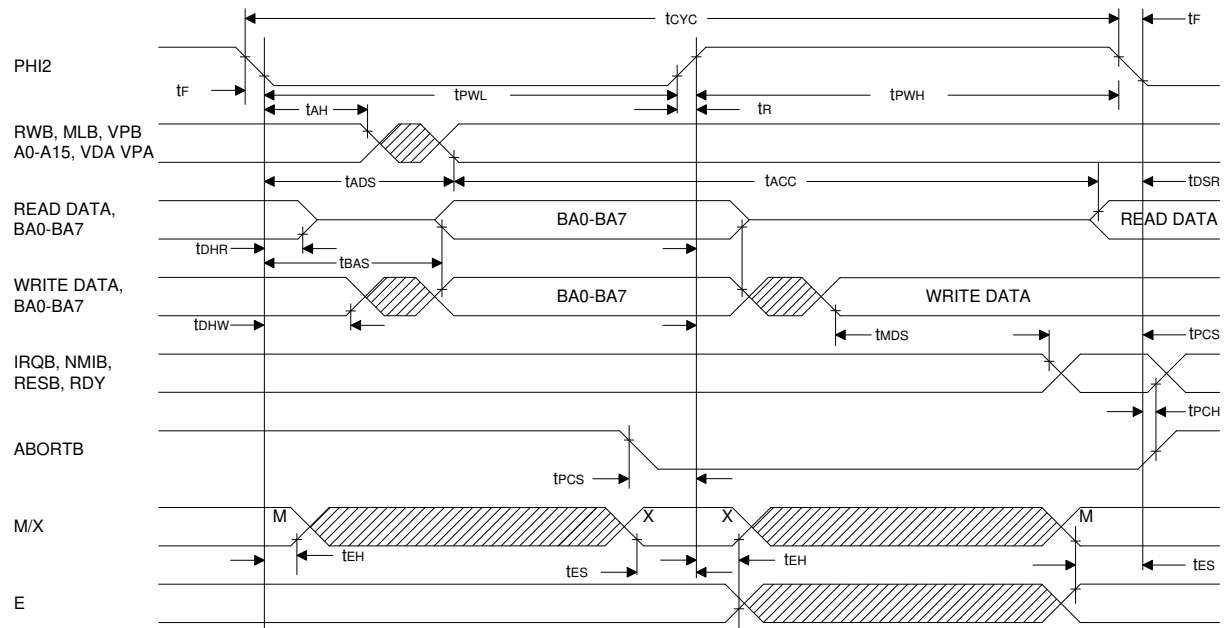 tCYC tF
PHI2
tF tPWL tPWH
tAH tR
RWB, MLB, VPB
A0-A15, VDA VPA
tADS tACC tDSR
READ DATA,
BA0-BA7
BA0-BA7 READ DATA
tDHR tBAS
WRITE DATA,
BA0-BA7
BA0-BA7 WRITE DATA
tDHW
tMDS tPCS
IRQB, NMIB,
RESB, RDY
tPCH
ABORTB
tPCS
M/X M X X M
tEH tES tEH tES
E